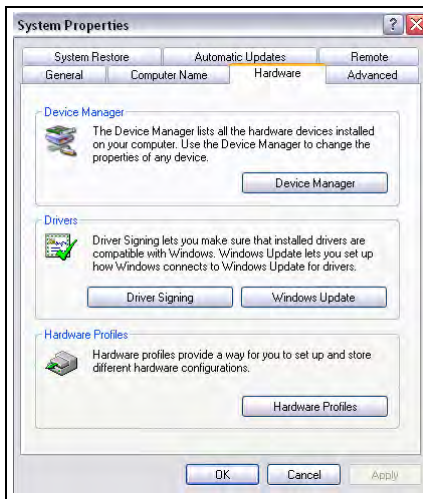 System Properties
System Restore Automatic Updates Remote
General Computer Name Hardware Advanced
Device Manager
The Device Manager lists all the hardware devices installed
on your computer. Use the Device Manager to change the
properties of any device.
Device Manager
Drivers
Driver Signing lets you make sure that installed drivers are
compatible with Windows. Windows Update lets you set up
how Windows connects to Windows Update for drivers.
Driver Signing Windows Update
Hardware Profiles
Hardware profiles provide a way for you to set up and store
different hardware configurations.
Hardware Profiles
OK Cancel Apply